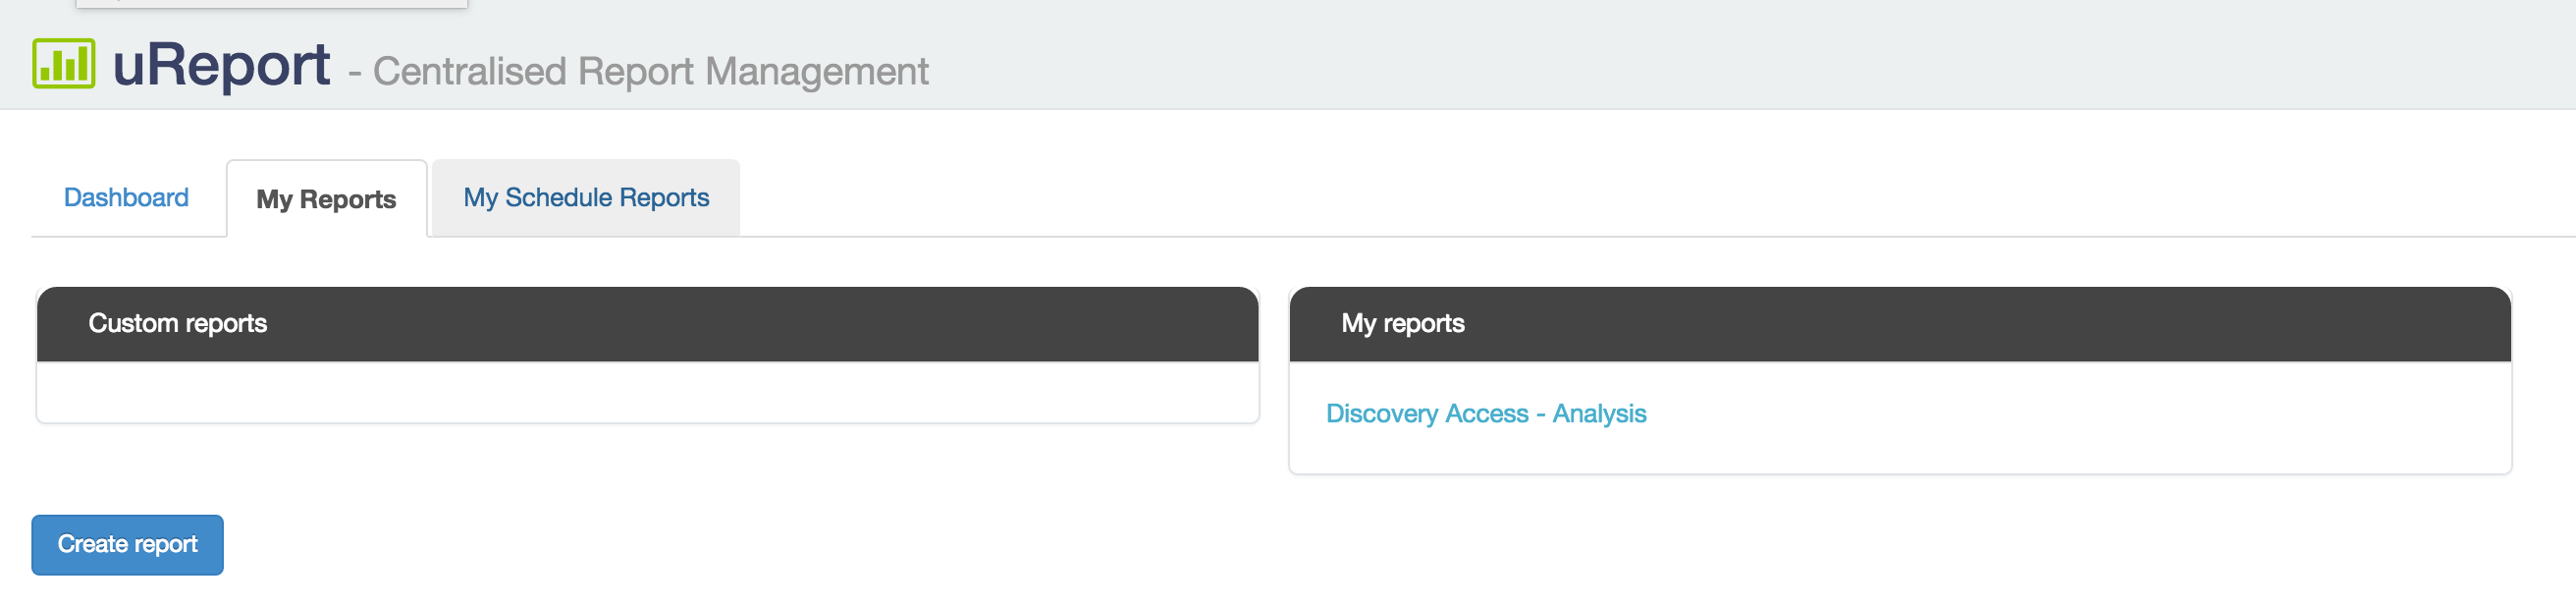 uReport - Centralised Report Management
Dashboard
My Reports
My Schedule Reports
Custom reports
My reports
Discovery Access - Analysis
Create report